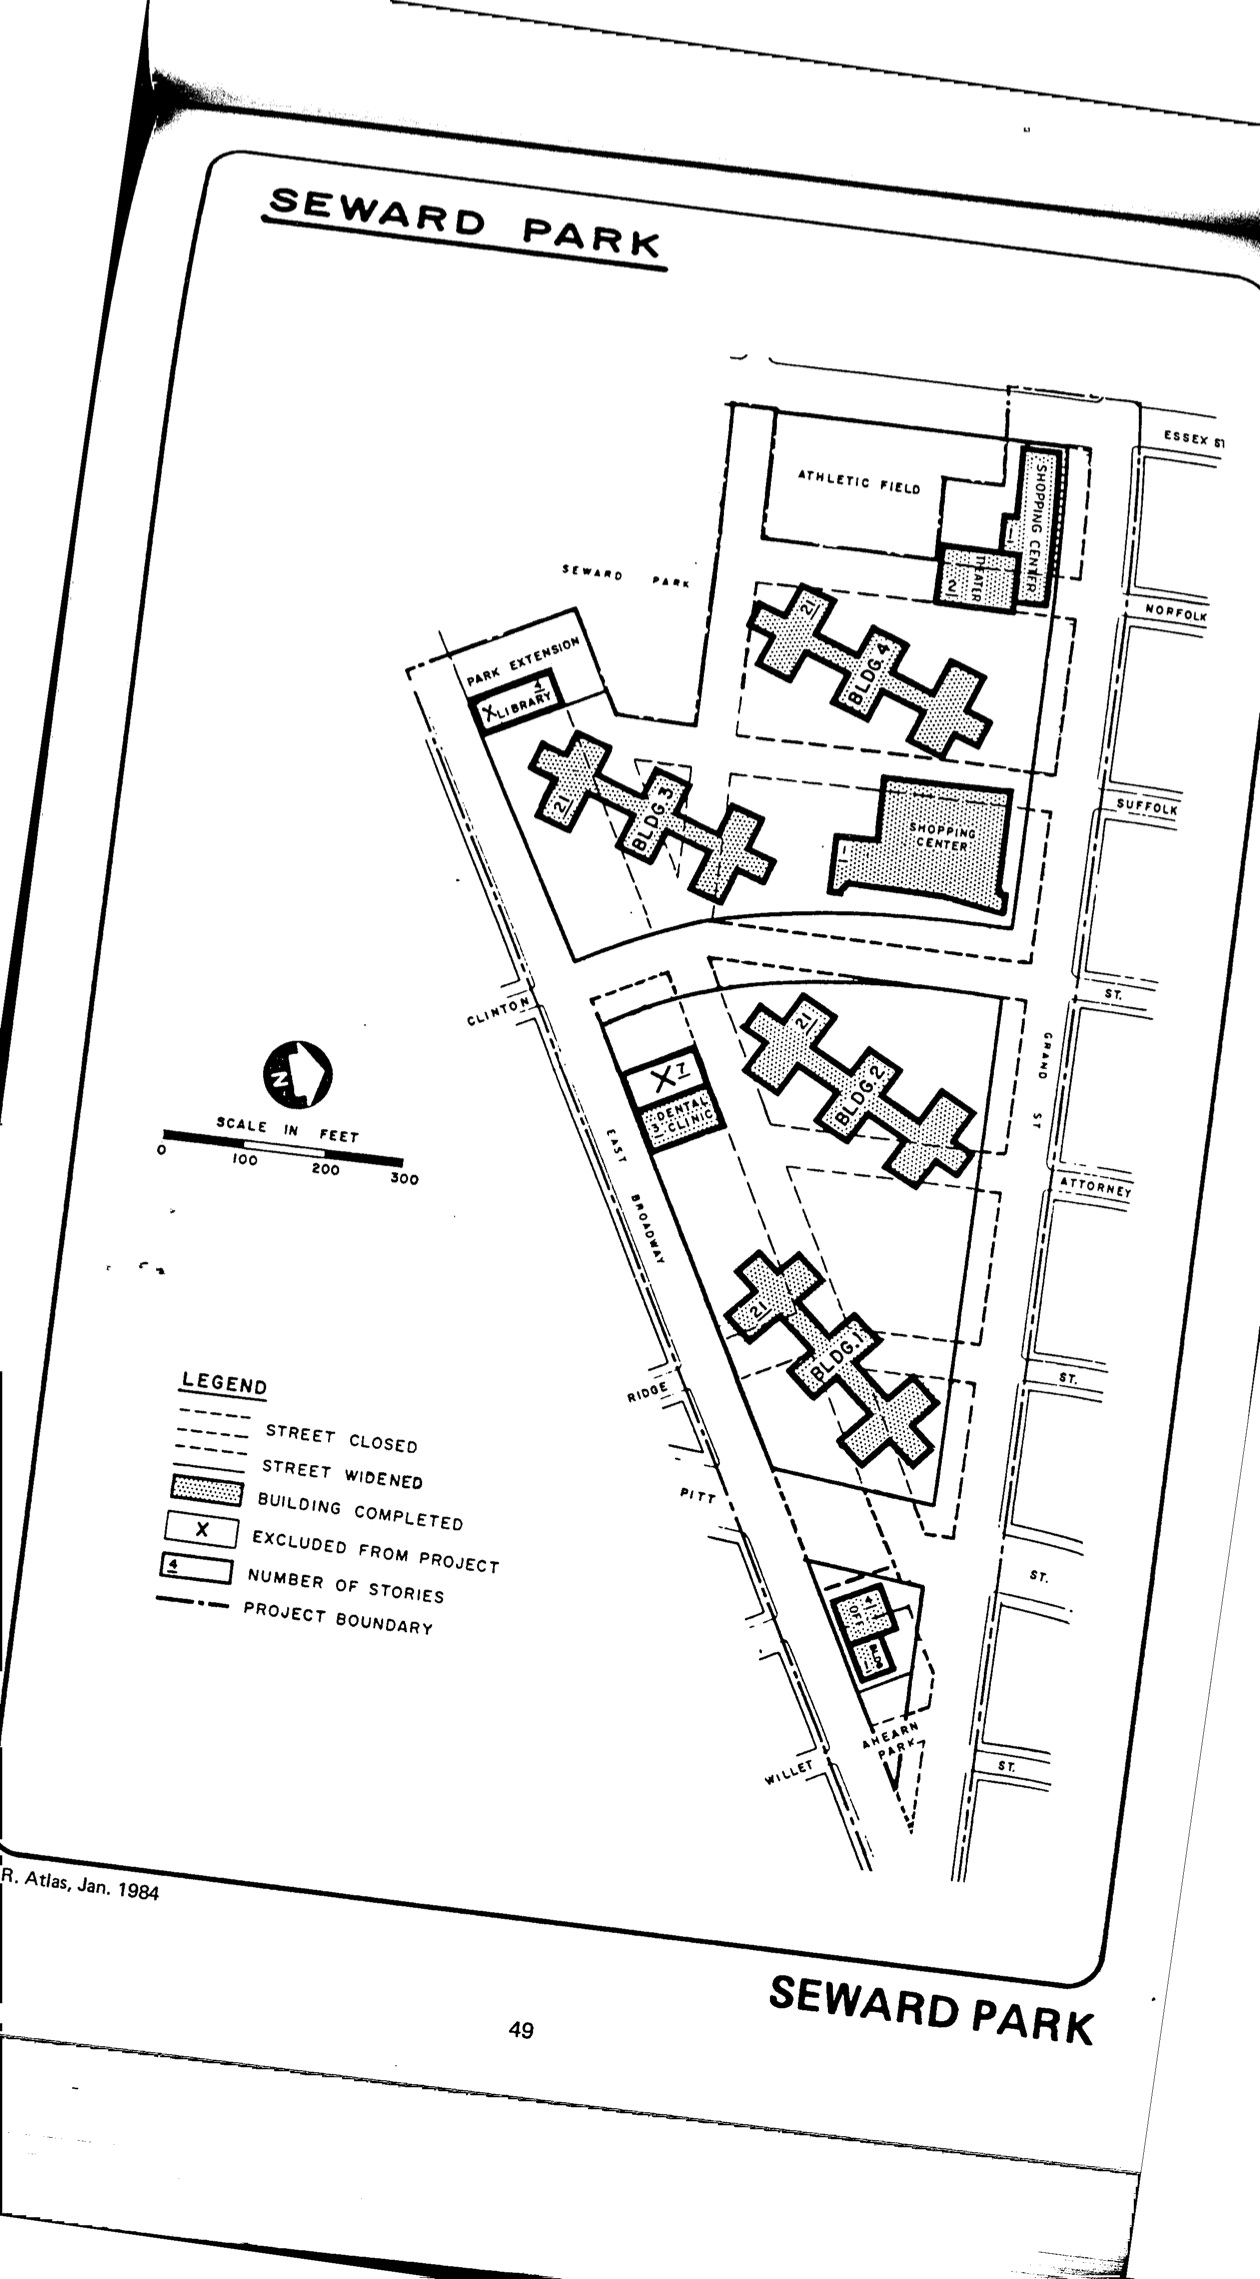 SEWARD PARK
ESSEX ST
ATHLETIC FIELD
SHOPPING CENTER
1
THEATER
2
NORFOLK
SEWARD PARK
21
BLDG. 4
PARK EXTENSION
4
X LIBRARY
21
BLDG. 3
SHOPPING
CENTER
1
SUFFOLK
ST.
CLINTON
GRAND ST
21
BLDG. 2
X 7
DENTAL
3 CLINIC
EAST BROADWAY
ATTORNEY
N
SCALE IN FEET
0 100 200 300
21
BLDG. 1
RIDGE
ST.
PITT
ST.
4
OFF
BLDG
1
AHEARN
PARK
WILLET
ST.
LEGEND
STREET CLOSED
STREET WIDENED
BUILDING COMPLETED
X EXCLUDED FROM PROJECT
4 NUMBER OF STORIES
PROJECT BOUNDARY
R. Atlas, Jan. 1984
SEWARD PARK
49